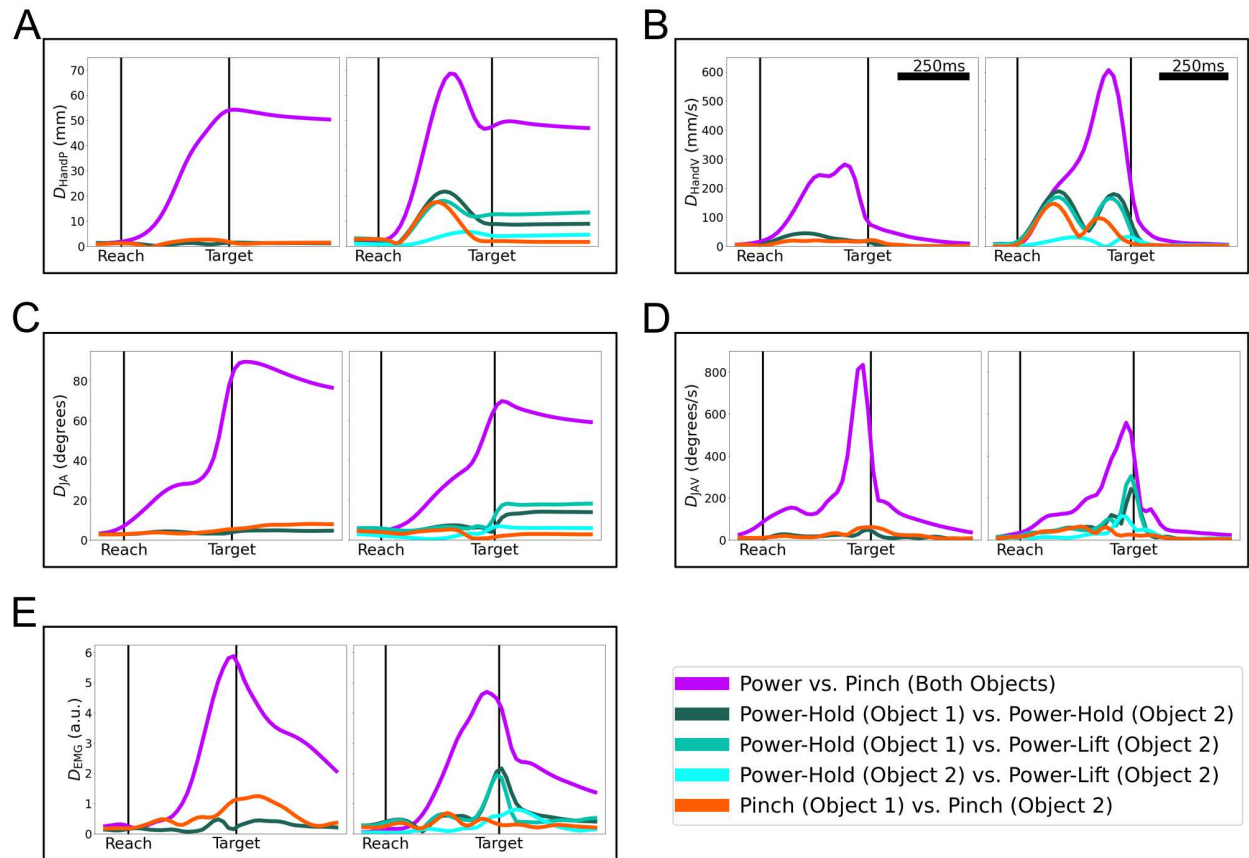 A
70
60
50
40
30
20
10
0
D_HandP (mm)
Reach
Target
Reach
Target
B
600
500
400
300
200
100
0
D_HandV (mm/s)
250ms
250ms
Reach
Target
Reach
Target
C
80
60
40
20
0
D_JA (degrees)
Reach
Target
Reach
Target
D
800
600
400
200
0
D_JAV (degrees/s)
Reach
Target
Reach
Target
E
6
5
4
3
2
1
0
D_EMG (a.u.)
Reach
Target
Reach
Target
Power vs. Pinch (Both Objects)
Power-Hold (Object 1) vs. Power-Hold (Object 2)
Power-Hold (Object 1) vs. Power-Lift (Object 2)
Power-Hold (Object 2) vs. Power-Lift (Object 2)
Pinch (Object 1) vs. Pinch (Object 2)